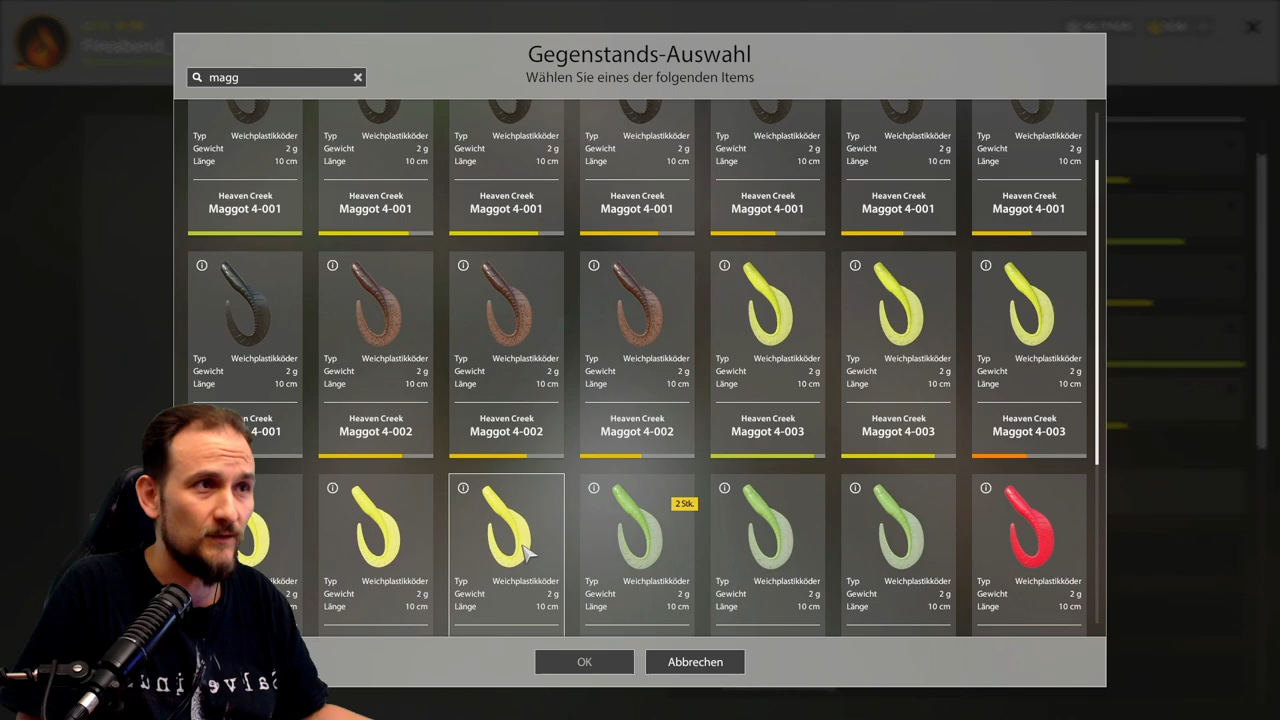 Gegenstands-Auswahl
Wählen Sie eines der folgenden Items
magg
Typ Weichplastikköder Typ Weichplastikköder Typ Weichplastikköder Typ Weichplastikköder Typ Weichplastikköder Typ Weichplastikköder Typ Weichplastikköder
Gewicht 2 g Gewicht 2 g Gewicht 2 g Gewicht 2 g Gewicht 2 g Gewicht 2 g Gewicht 2 g
Länge 10 cm Länge 10 cm Länge 10 cm Länge 10 cm Länge 10 cm Länge 10 cm Länge 10 cm
Heaven Creek Heaven Creek Heaven Creek Heaven Creek Heaven Creek Heaven Creek Heaven Creek
Maggot 4-001 Maggot 4-001 Maggot 4-001 Maggot 4-001 Maggot 4-001 Maggot 4-001 Maggot 4-001
Typ Weichplastikköder Typ Weichplastikköder Typ Weichplastikköder Typ Weichplastikköder Typ Weichplastikköder Typ Weichplastikköder Typ Weichplastikköder
Gewicht 2 g Gewicht 2 g Gewicht 2 g Gewicht 2 g Gewicht 2 g Gewicht 2 g Gewicht 2 g
Länge 10 cm Länge 10 cm Länge 10 cm Länge 10 cm Länge 10 cm Länge 10 cm Länge 10 cm
Creek Heaven Creek Heaven Creek Heaven Creek Heaven Creek Heaven Creek Heaven Creek
4-001 Maggot 4-002 Maggot 4-002 Maggot 4-002 Maggot 4-003 Maggot 4-003 Maggot 4-003
2 Stk.
Typ Weichplastikköder Typ Weichplastikköder Typ Weichplastikköder Typ Weichplastikköder Typ Weichplastikköder Typ Weichplastikköder
2 g Gewicht 2 g Gewicht 2 g Gewicht 2 g Gewicht 2 g Gewicht 2 g Gewicht 2 g
10 cm Länge 10 cm Länge 10 cm Länge 10 cm Länge 10 cm Länge 10 cm Länge 10 cm
OK Abbrechen